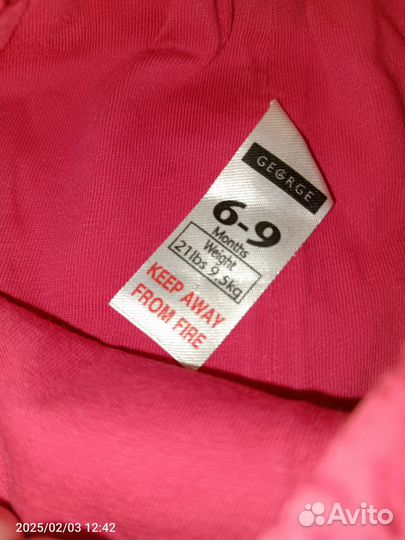 GEORGE
6-9
Months
Weight
21lbs 9.5kg
KEEP AWAY
FROM FIRE
2025/02/03 12:42
Avito